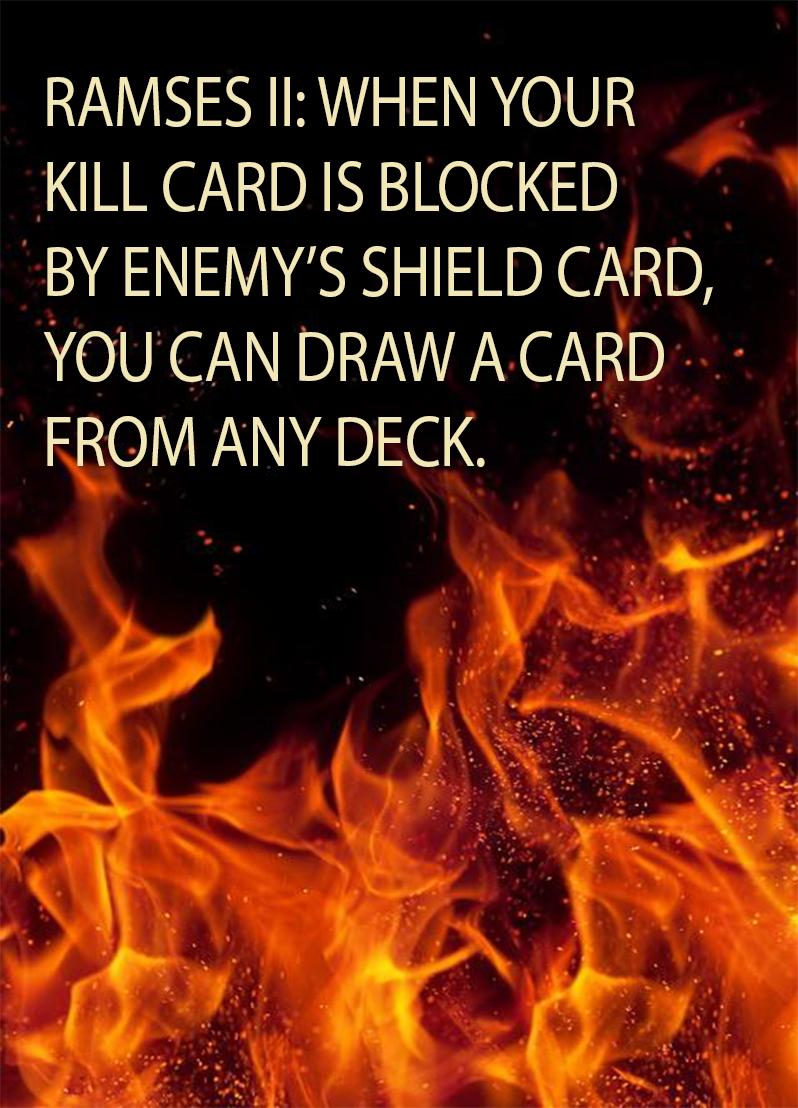 RAMSES II: WHEN YOUR
KILL CARD IS BLOCKED
BY ENEMY’S SHIELD CARD,
YOU CAN DRAW A CARD
FROM ANY DECK.